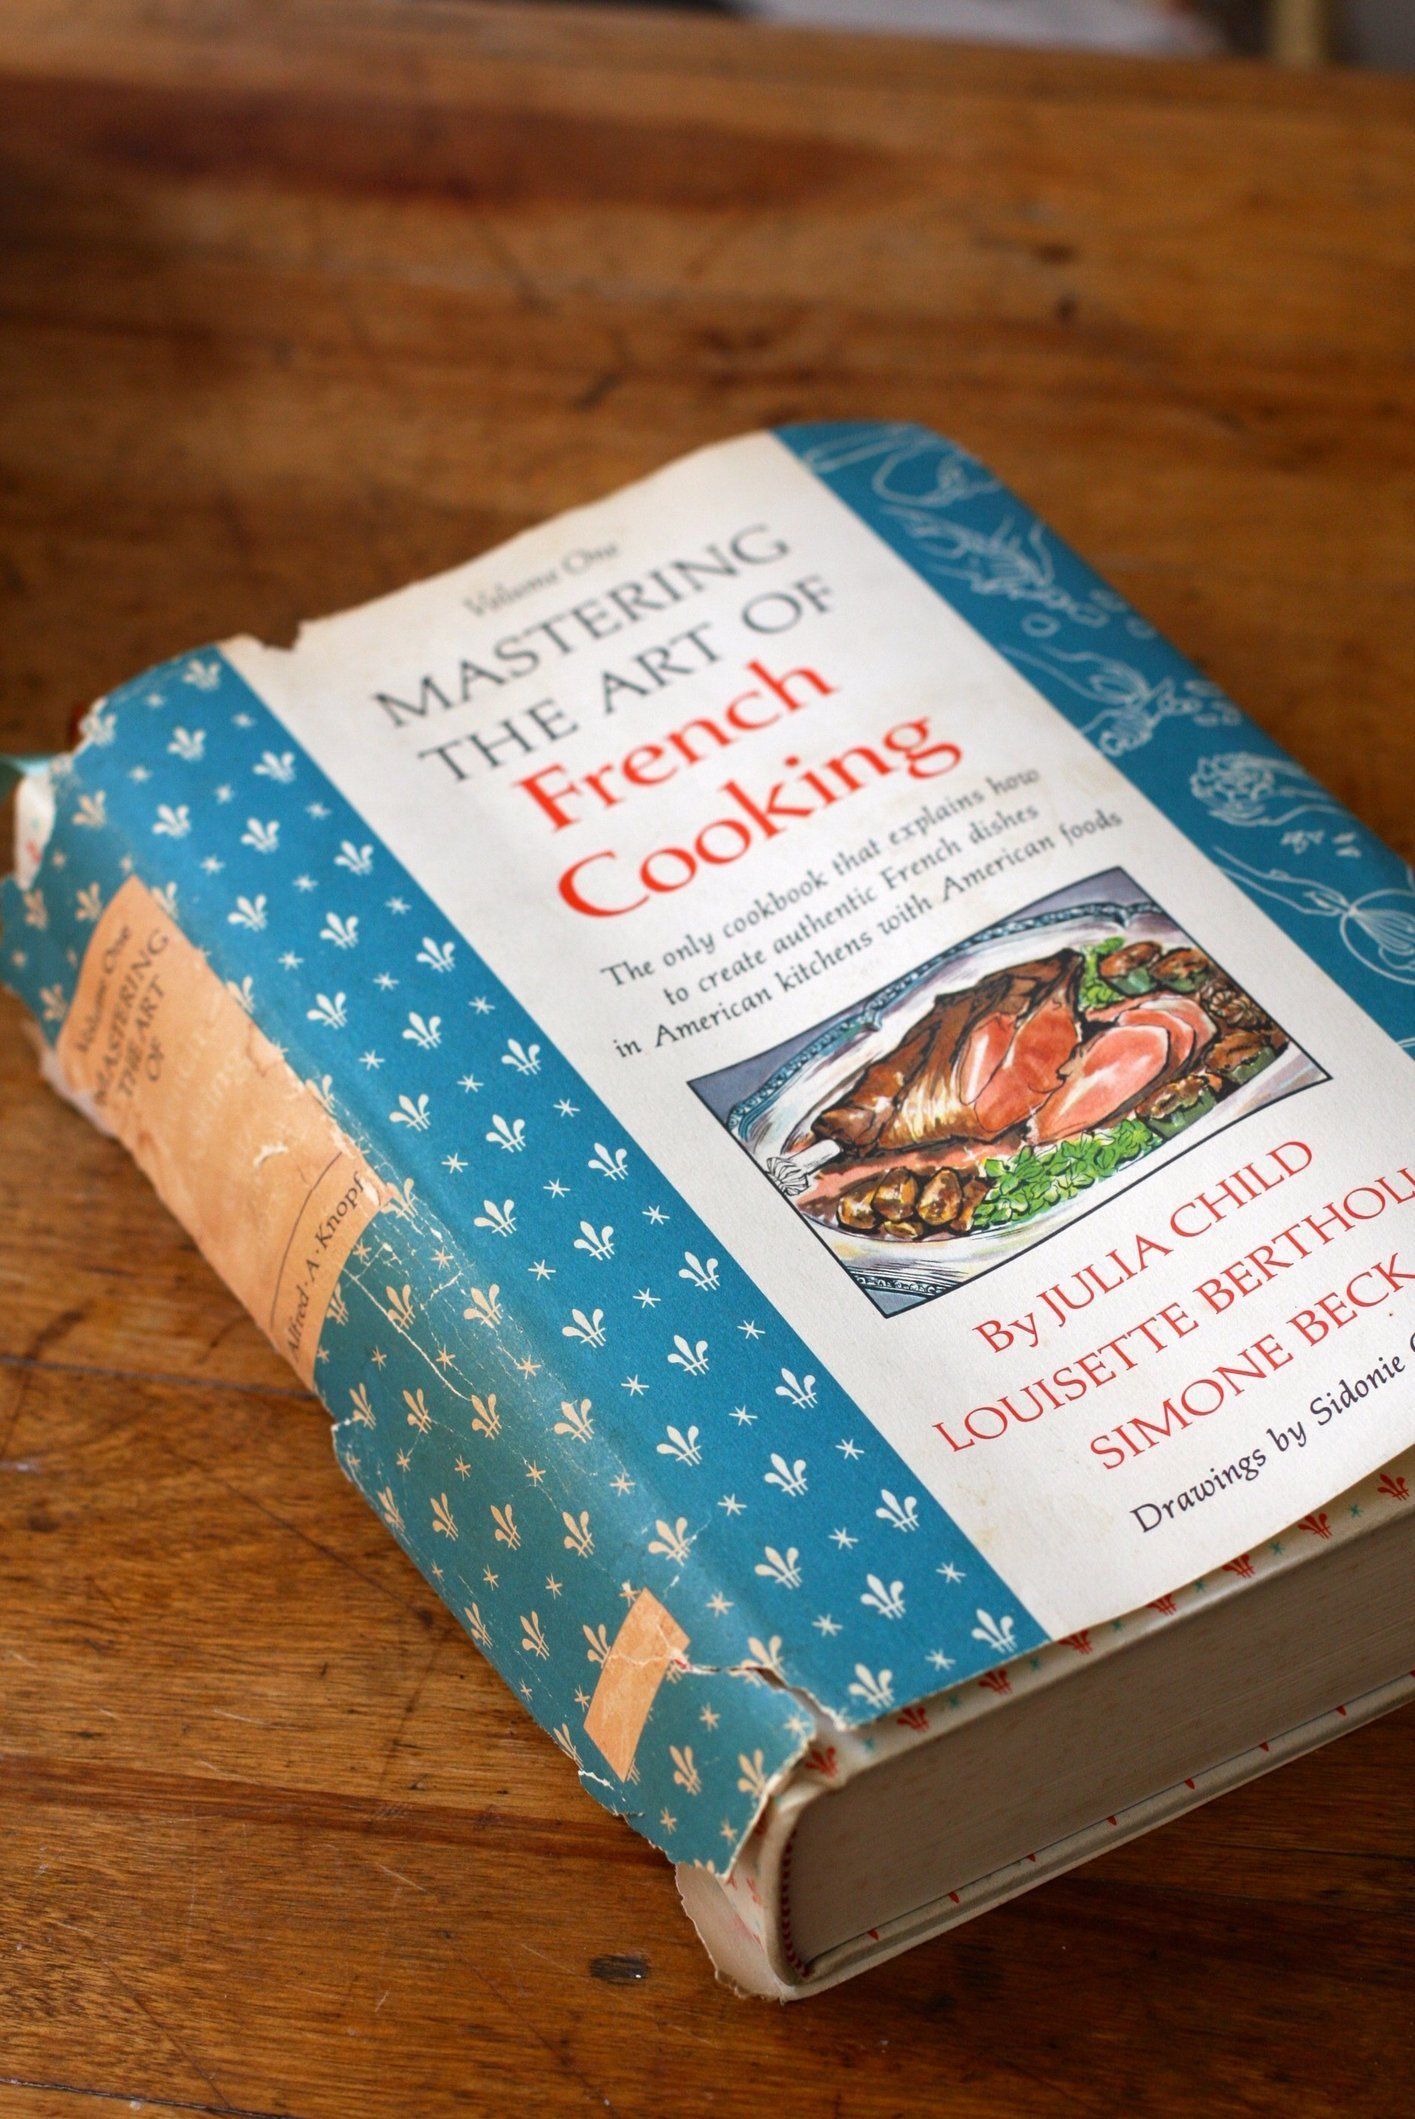 Volume One
MASTERING
THE ART OF
French
Cooking
The only cookbook that explains how
to create authentic French dishes
in American kitchens with American foods
By JULIA CHILD
LOUISETTE
SIMONE BECK
Drawings by Sidonie
Volume One
MASTERING
THE ART
OF
Alfred · A · Knopf